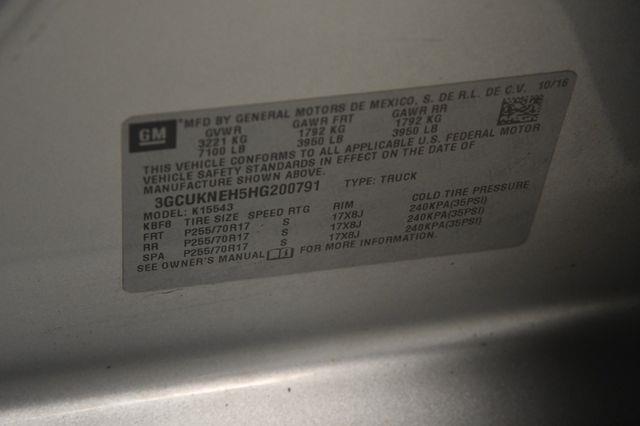 GM
*MFD BY GENERAL MOTORS DE MEXICO, S. DE R.L. DE C.V. 10/16
GVWR GAWR FRT GAWR RR
3221 KG 1792 KG 1792 KG
7100 LB 3950 LB 3950 LB
THIS VEHICLE CONFORMS TO ALL APPLICABLE U.S. FEDERAL MOTOR
VEHICLE SAFETY STANDARDS IN EFFECT ON THE DATE OF
MANUFACTURE SHOWN ABOVE.
3GCUKNEH5HG200791 TYPE: TRUCK
MODEL: K15543
KBF8 TIRE SIZE SPEED RTG RIM COLD TIRE PRESSURE
FRT P255/70R17 S 17X8J 240KPA(35PSI)
RR P255/70R17 S 17X8J 240KPA(35PSI)
SPA P255/70R17 S 17X8J 240KPA(35PSI)
SEE OWNER'S MANUAL FOR MORE INFORMATION.